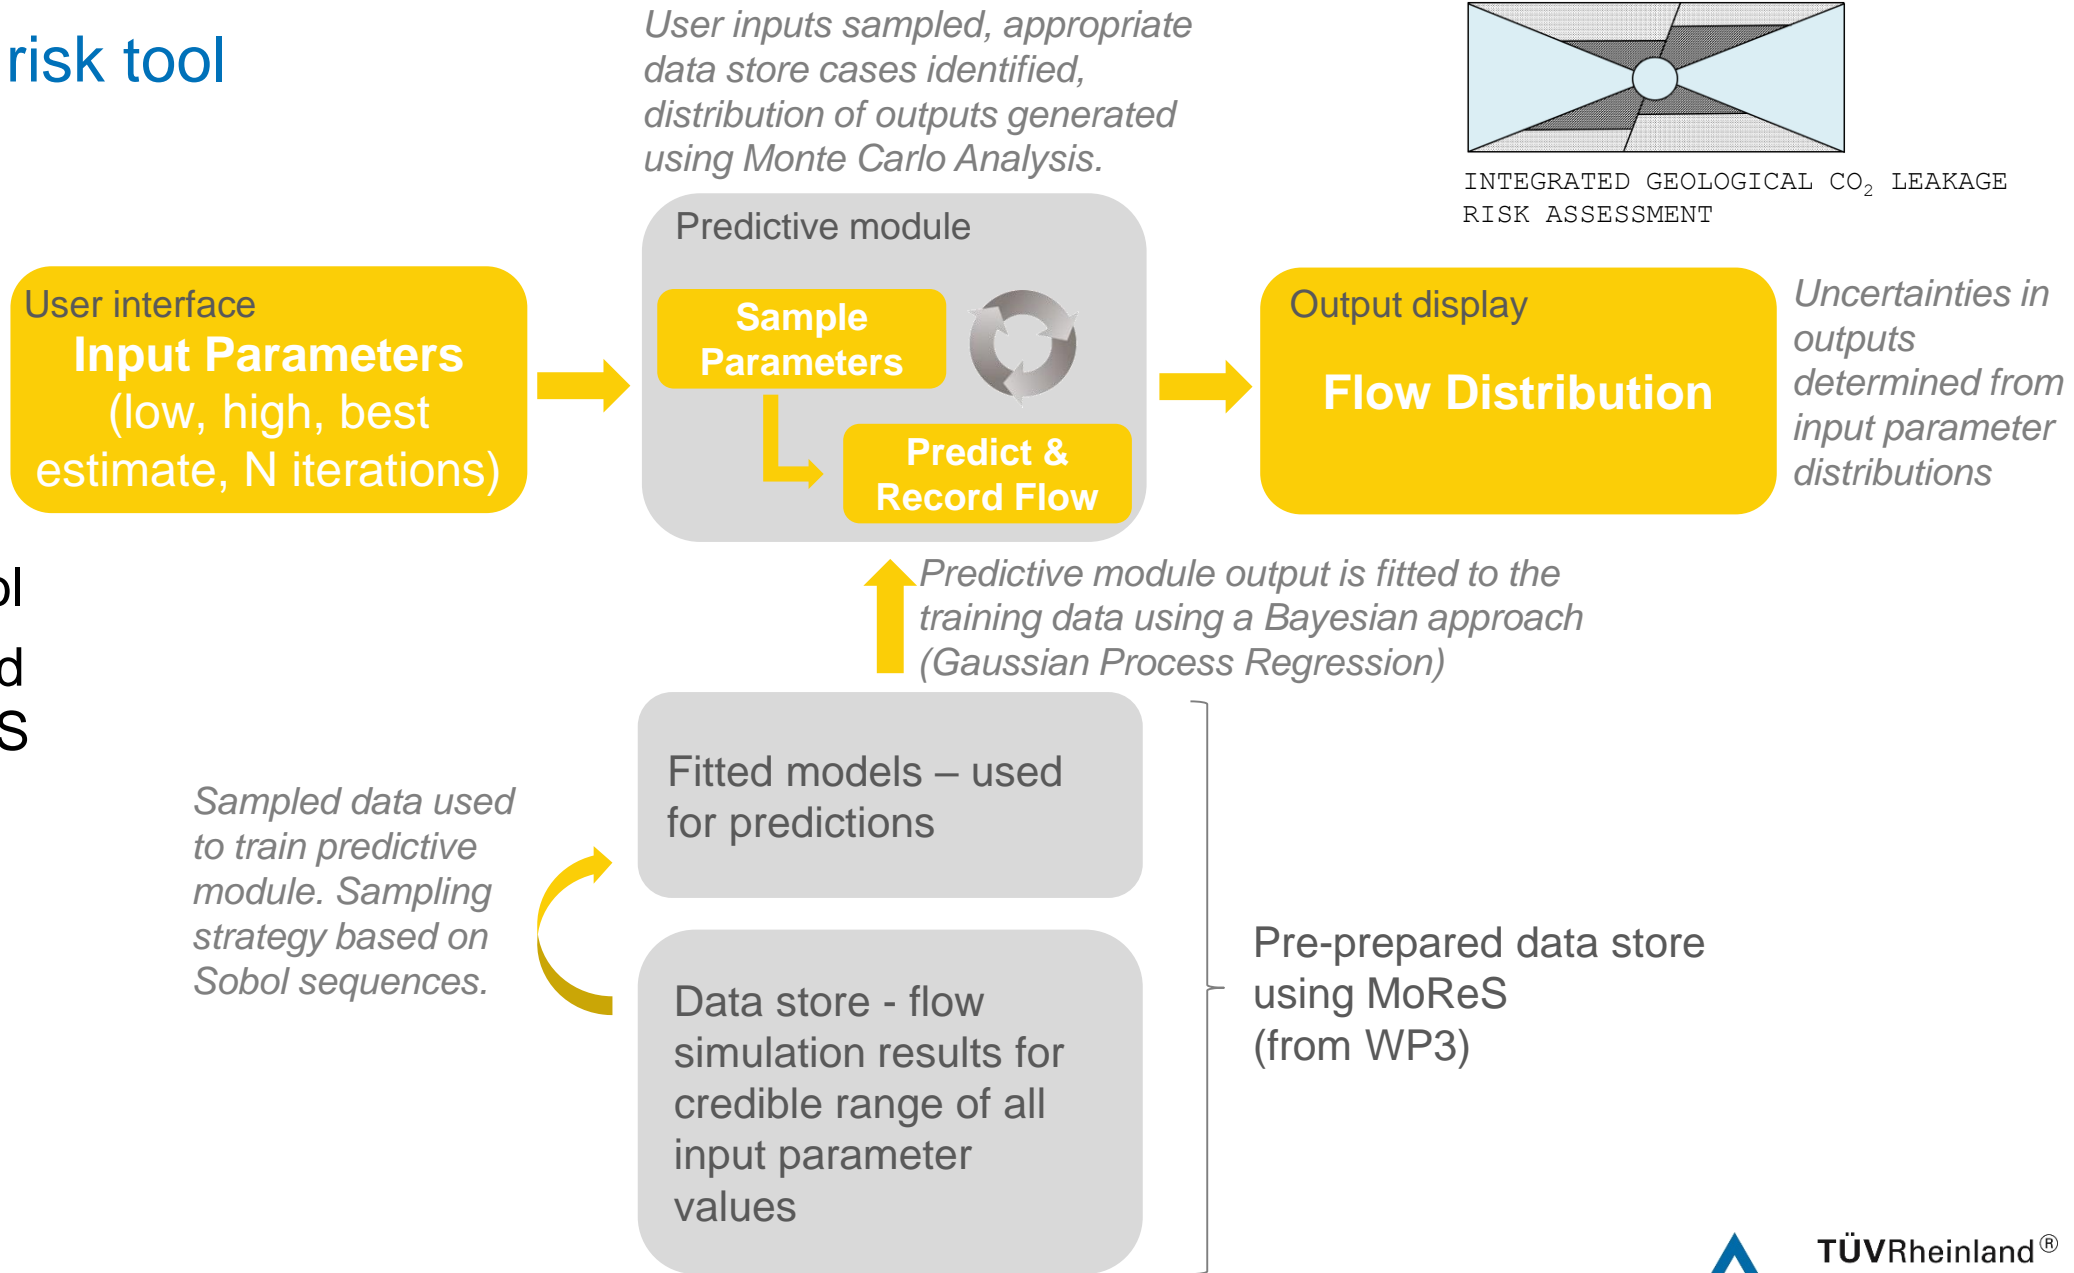 risk tool
User inputs sampled, appropriate
data store cases identified,
distribution of outputs generated
using Monte Carlo Analysis.
INTEGRATED GEOLOGICAL CO₂ LEAKAGE
RISK ASSESSMENT
Predictive module
User interface
Input Parameters
(low, high, best
estimate, N iterations)
Sample
Parameters
Predict &
Record Flow
Output display
Flow Distribution
Uncertainties in
outputs
determined from
input parameter
distributions
ol
d
S
Predictive module output is fitted to the
training data using a Bayesian approach
(Gaussian Process Regression)
Fitted models – used
for predictions
Sampled data used
to train predictive
module. Sampling
strategy based on
Sobol sequences.
Data store - flow
simulation results for
credible range of all
input parameter
values
Pre-prepared data store
using MoReS
(from WP3)
TÜVRheinland®